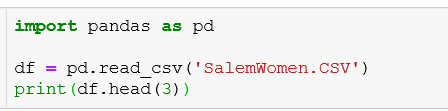 import pandas as pd
df = pd.read_csv('SalemWomen.CSV')
print(df.head(3))